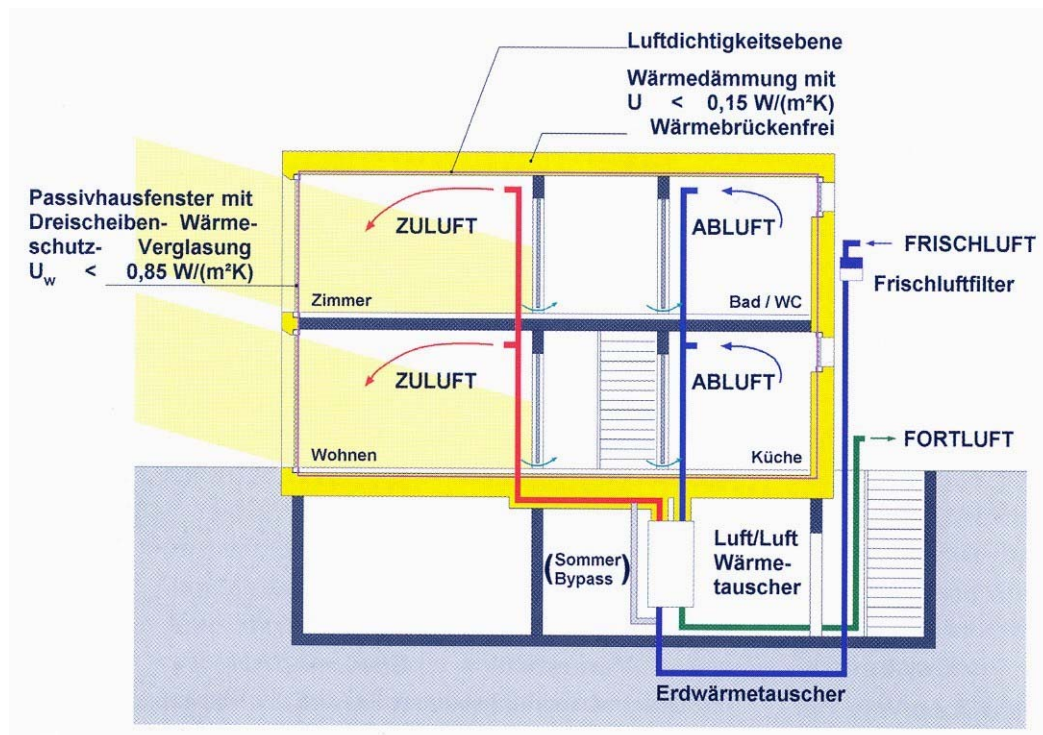 Luftdichtigkeitsebene
Wärmedämmung mit
U < 0,15 W/(m²K)
Wärmebrückenfrei
Passivhausfenster mit
Dreischeiben- Wärme-
schutz- Verglasung
Uw < 0,85 W/(m²K)
ZULUFT
ABLUFT
FRISCHLUFT
Frischluftfilter
Zimmer
Bad / WC
ZULUFT
ABLUFT
Wohnen
Küche
FORTLUFT
(Sommer
Bypass)
Luft/Luft
Wärme-
tauscher
Erdwärmetauscher